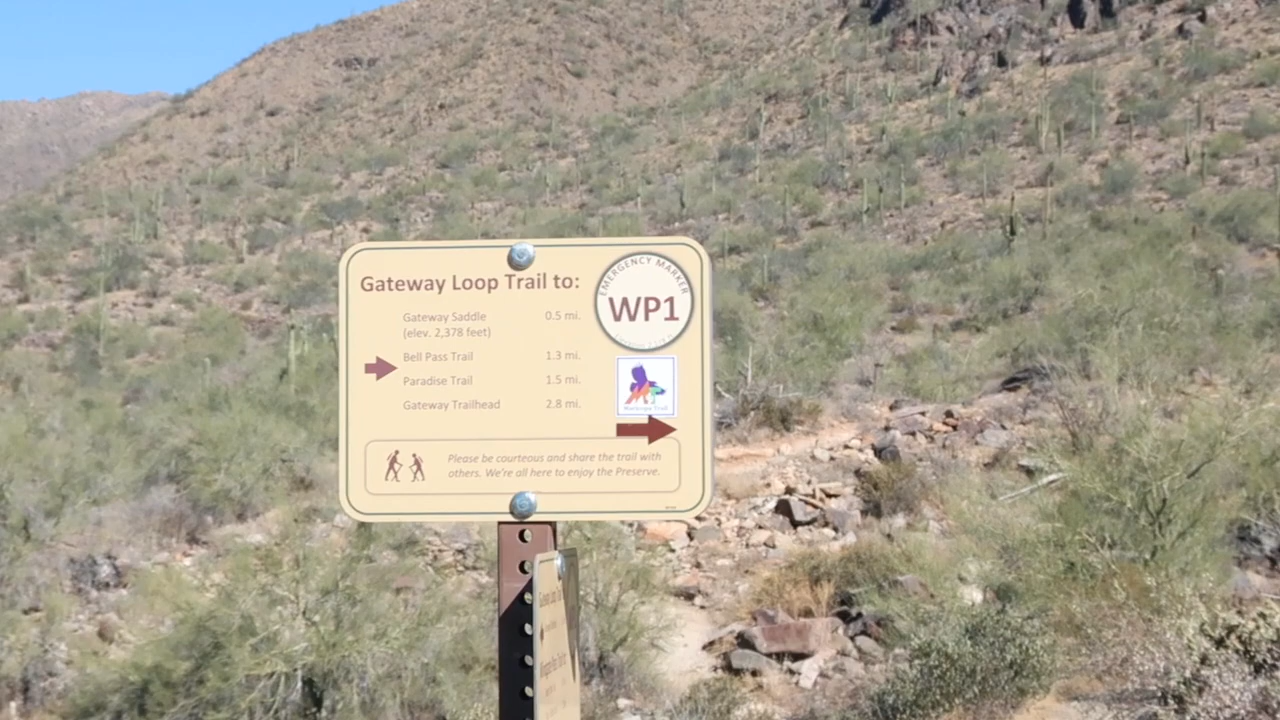 Gateway Loop Trail to:
EMERGENCY MARKER
WP1
Gateway Saddle 0.5 mi.
(elev. 2,378 feet)
Bell Pass Trail 1.3 mi.
Paradise Trail 1.5 mi.
Gateway Trailhead 2.8 mi.
Maricopa Trail
Please be courteous and share the trail with
others. We're all here to enjoy the Preserve.